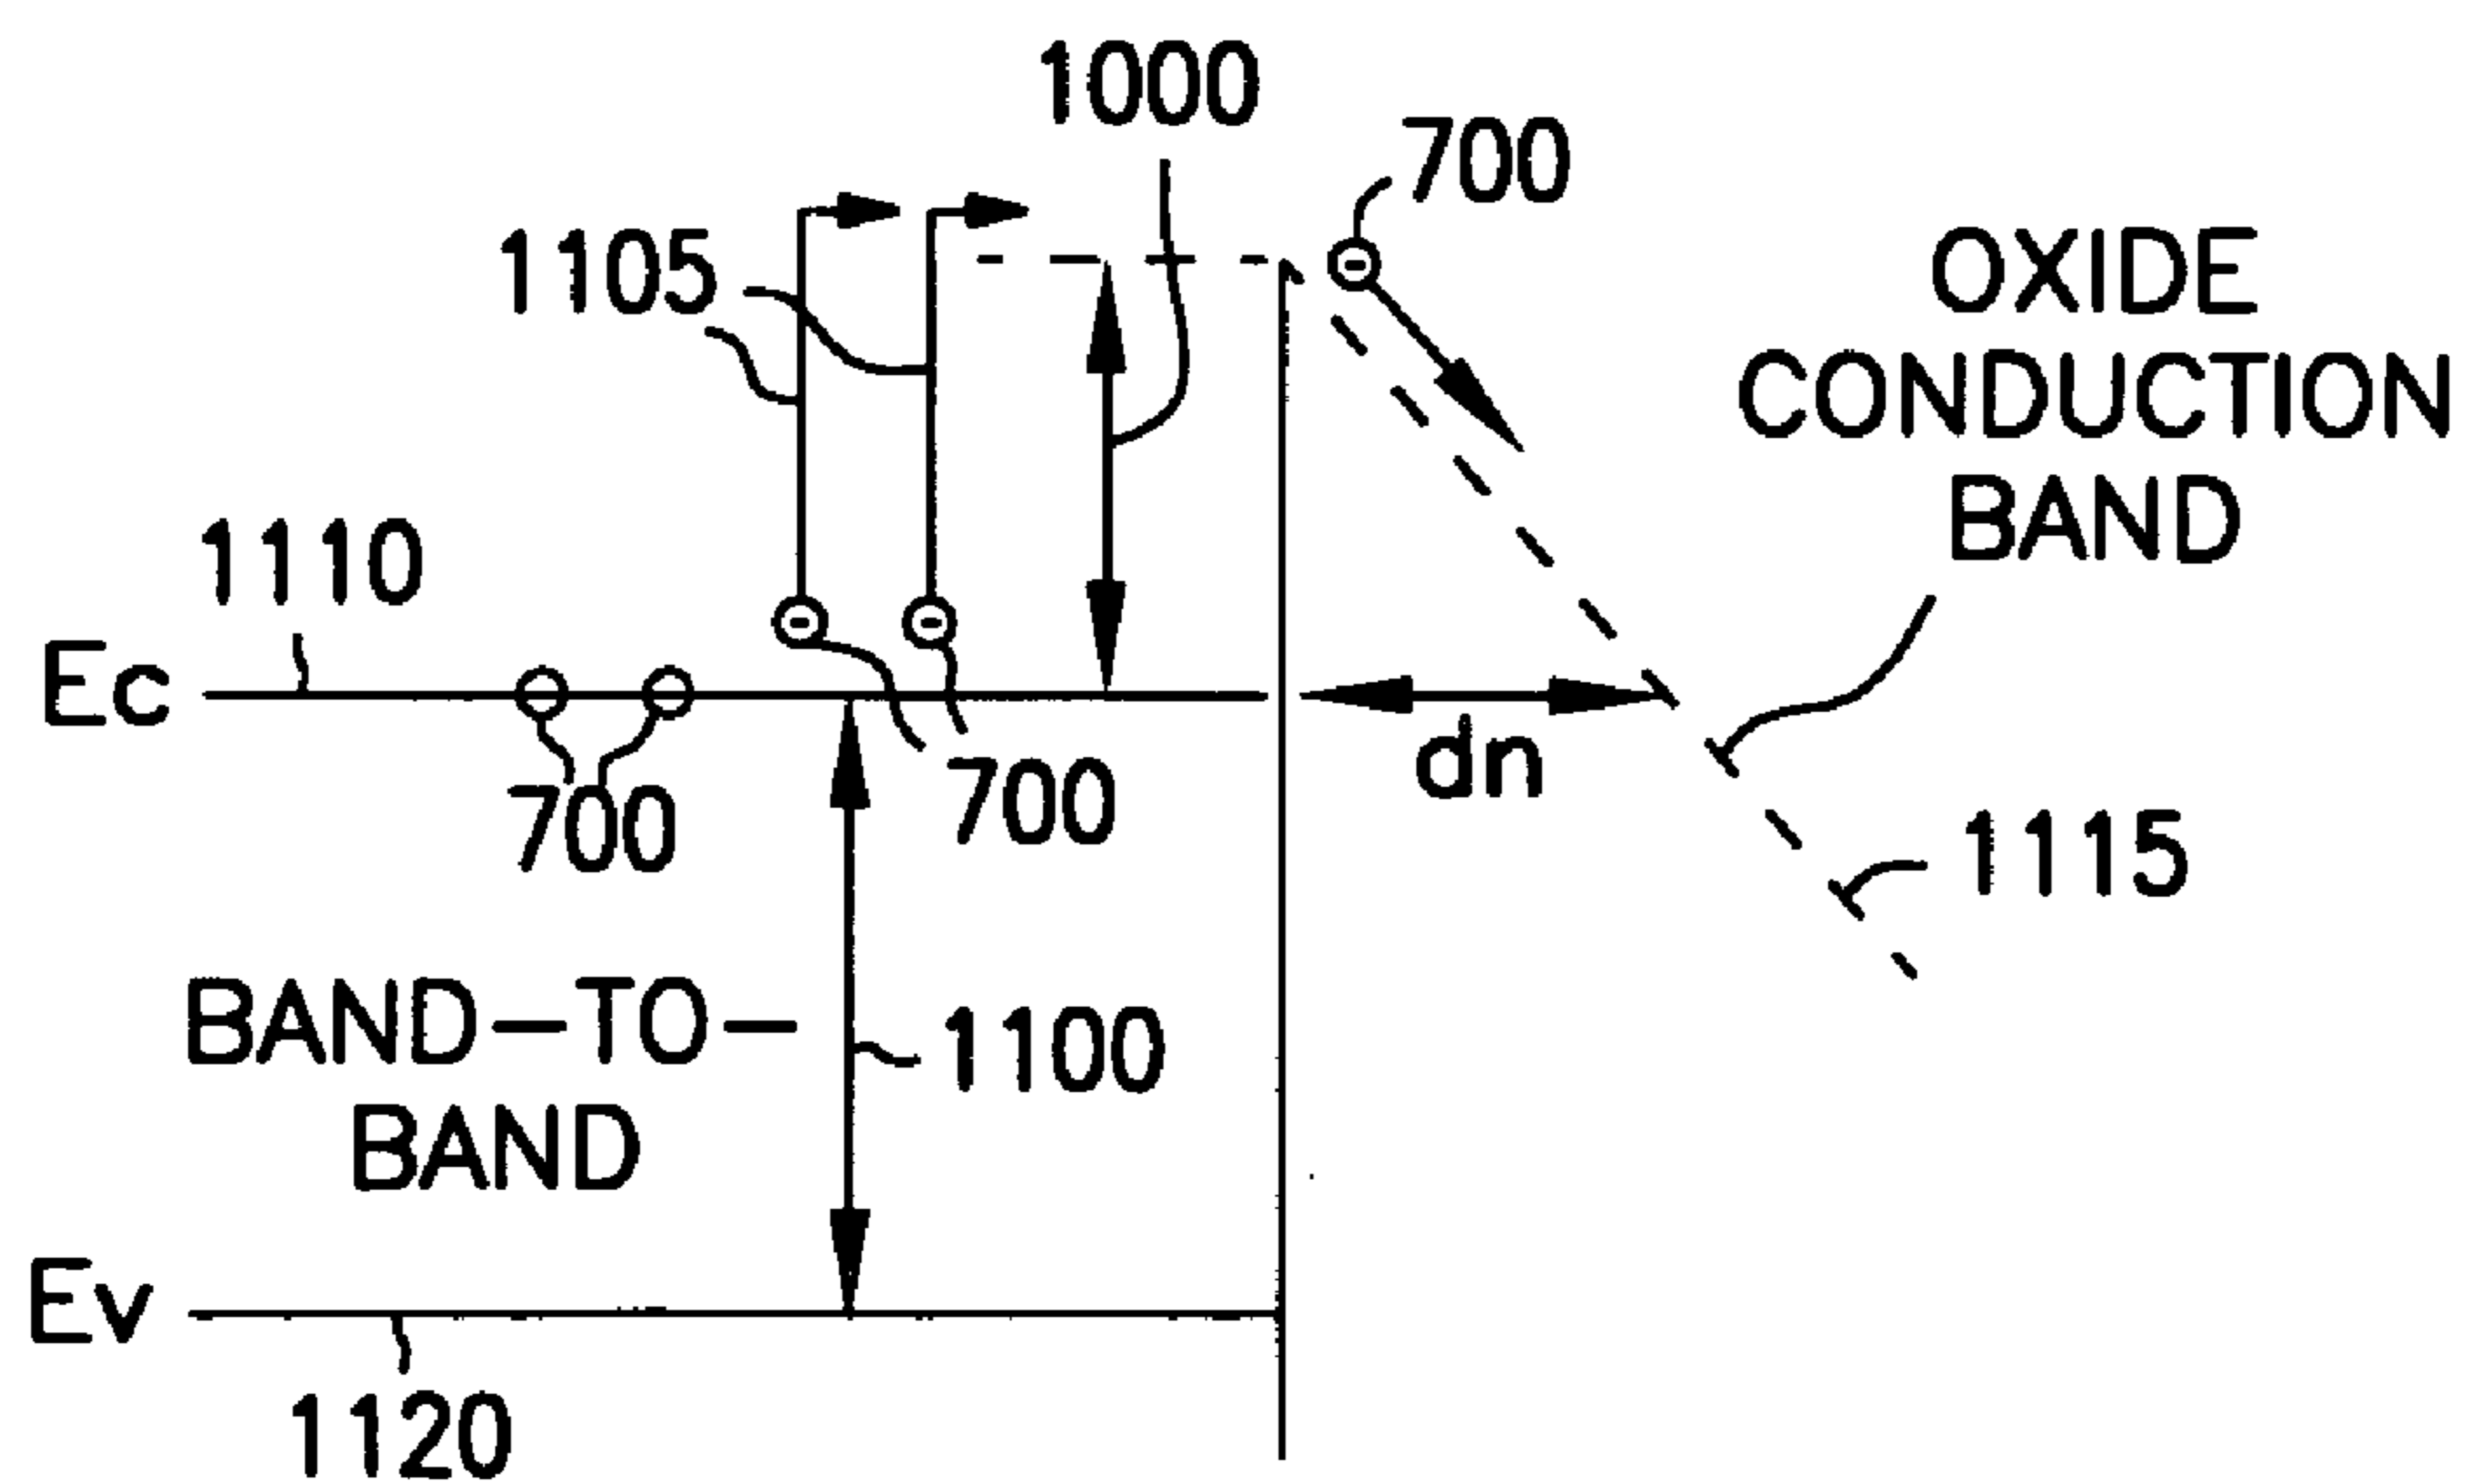 1000
700
1105
OXIDE
CONDUCTION
BAND
1110
Ec
dn
700
700
1115
BAND-TO-
BAND
1100
Ev
1120